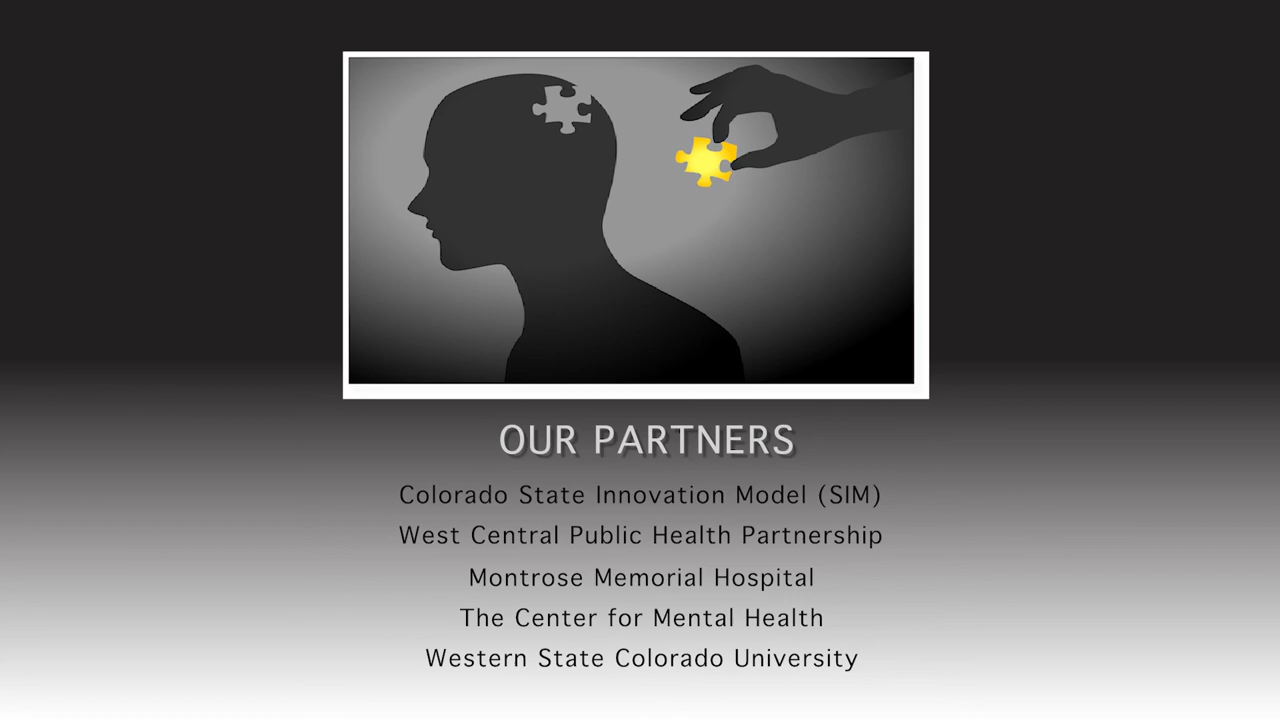 OUR PARTNERS
Colorado State Innovation Model (SIM)
West Central Public Health Partnership
Montrose Memorial Hospital
The Center for Mental Health
Western State Colorado University